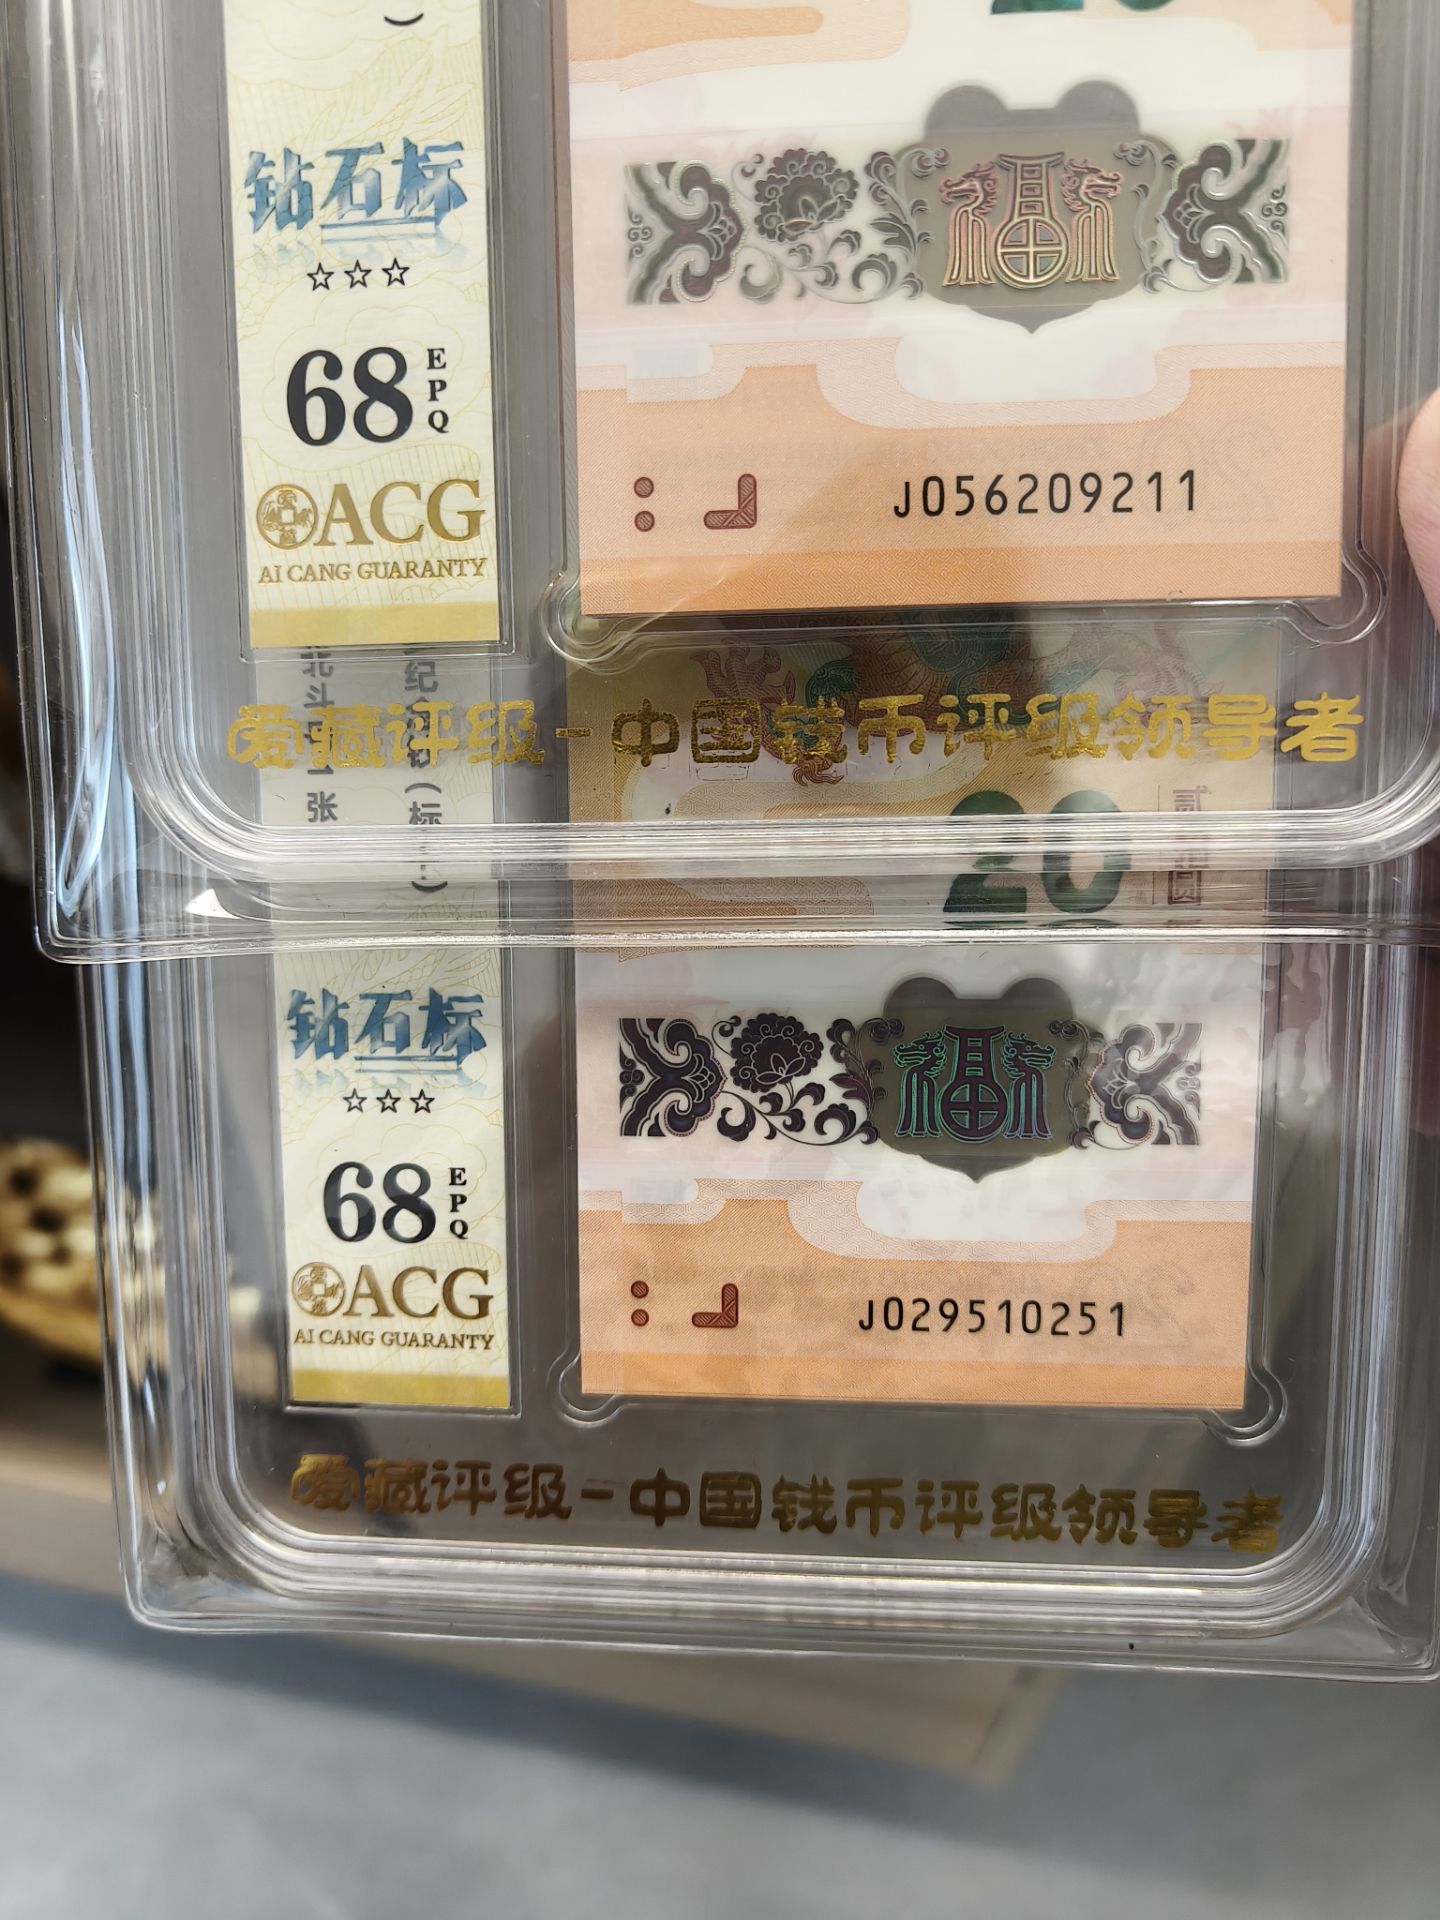 )
钻石标
☆☆☆
68 EPQ
ACG
AI CANG GUARANTY
J056209211
爱藏评级-中国钱币评级领导者
张
20
钻石标
☆☆☆
68 EPQ
ACG
AI CANG GUARANTY
J029510251
爱藏评级-中国钱币评级领导者